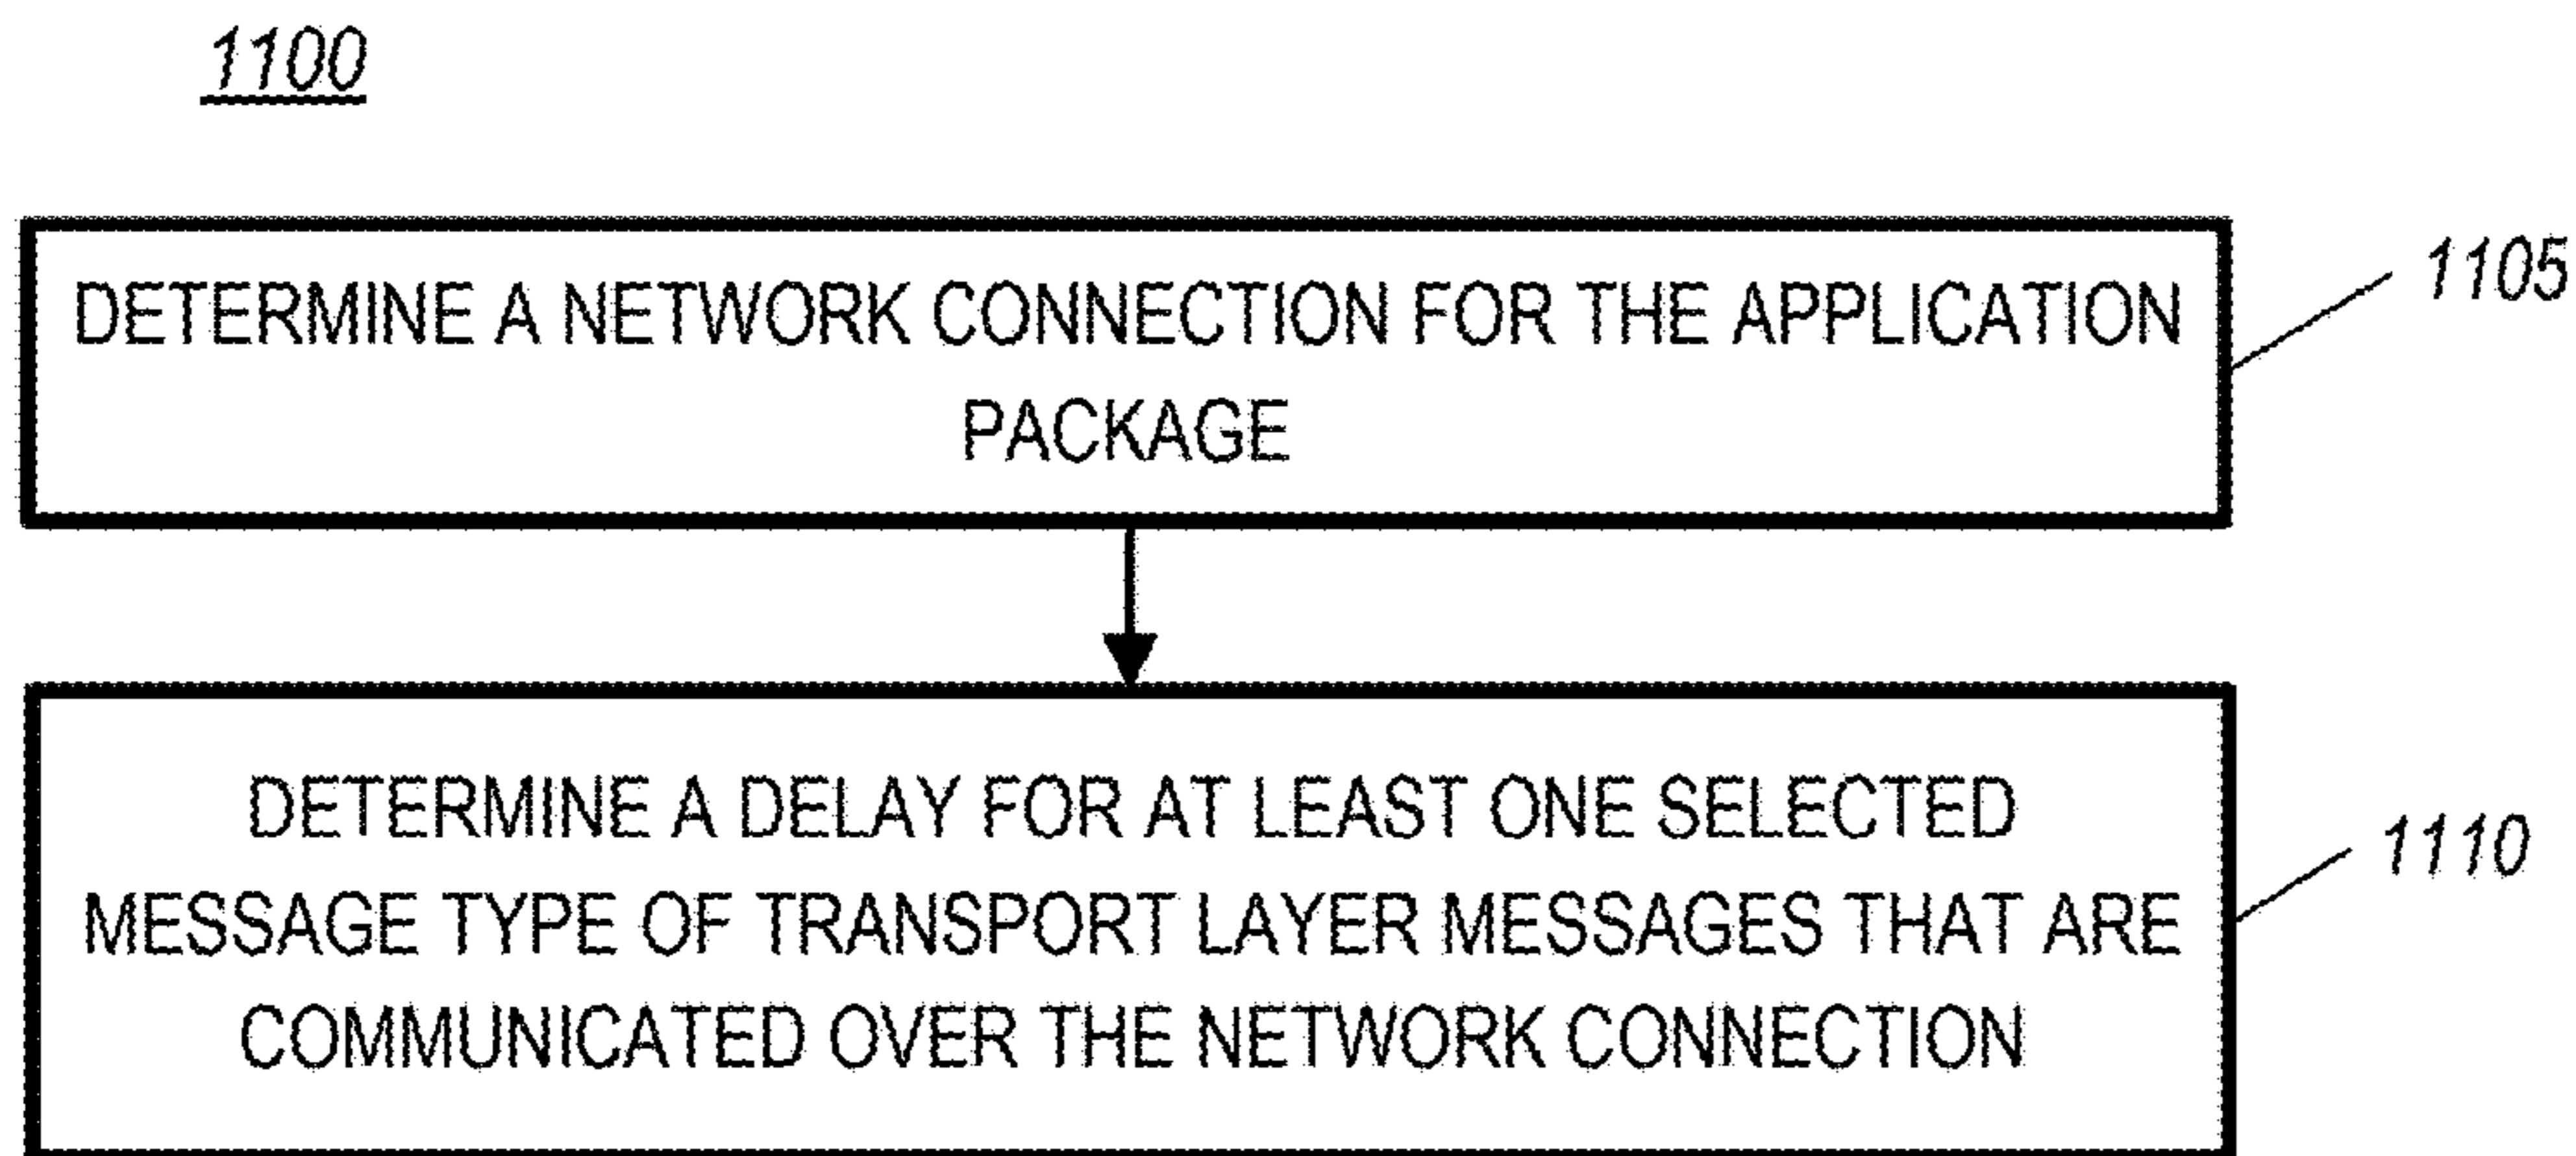 1100
DETERMINE A NETWORK CONNECTION FOR THE APPLICATION
PACKAGE
1105
DETERMINE A DELAY FOR AT LEAST ONE SELECTED
MESSAGE TYPE OF TRANSPORT LAYER MESSAGES THAT ARE
COMMUNICATED OVER THE NETWORK CONNECTION
1110